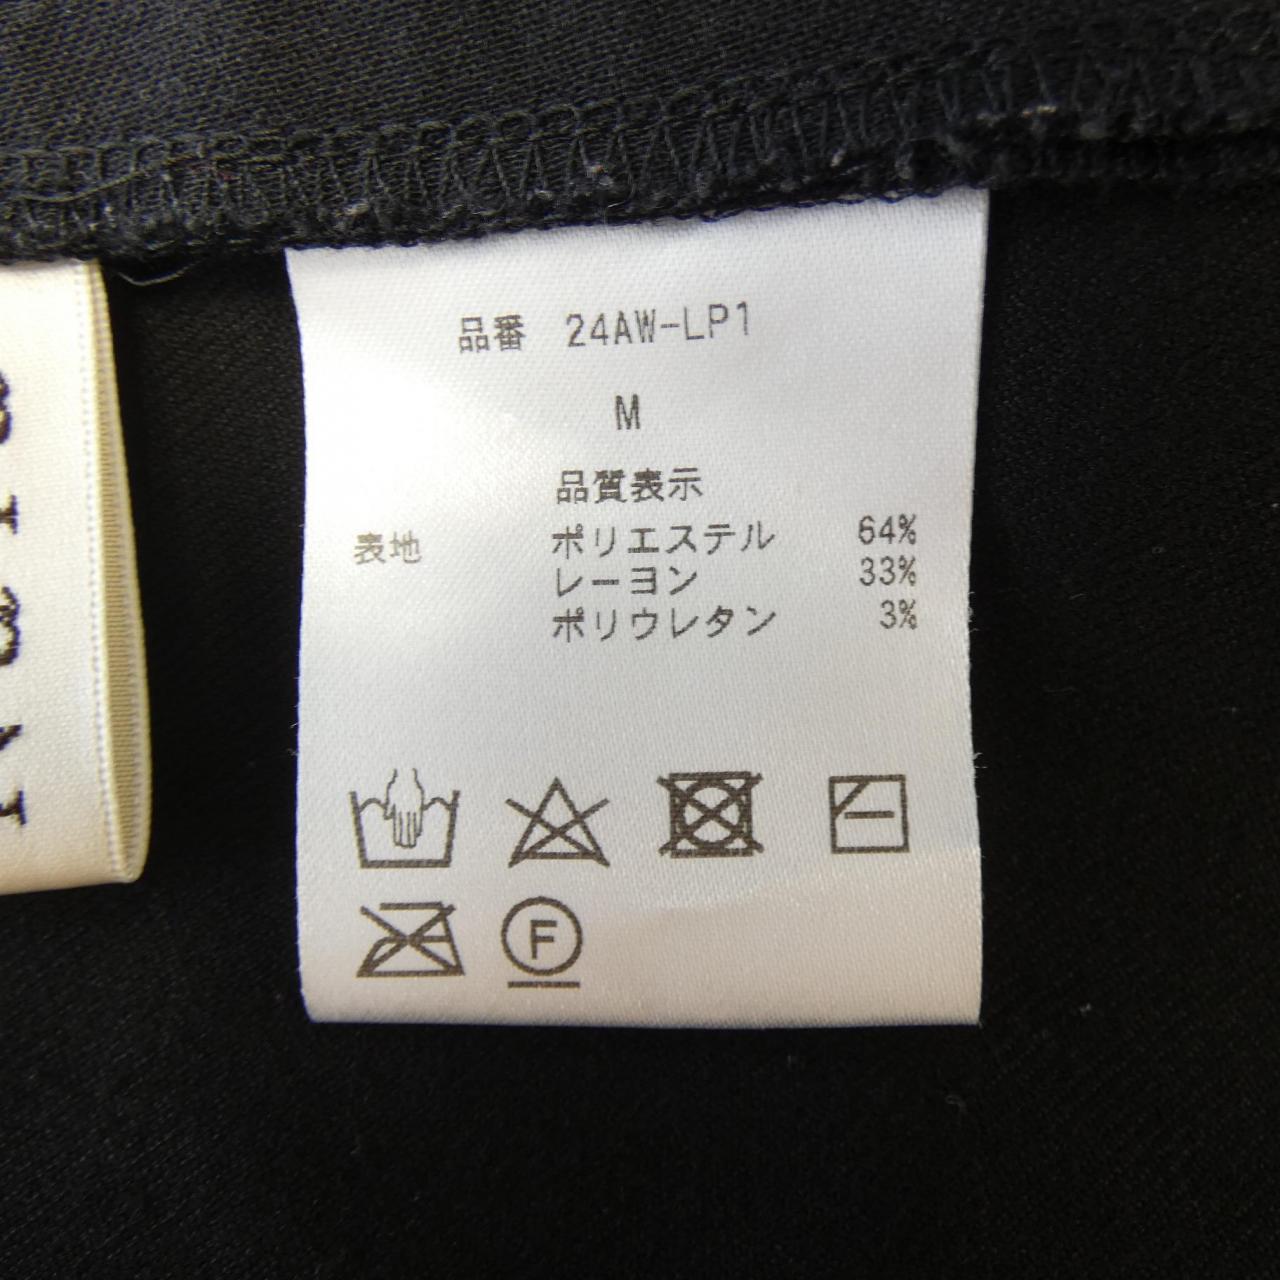 品番 24AW-LP1
M
品質表示
表地 ポリエステル 64%
レーヨン 33%
ポリウレタン 3%
F